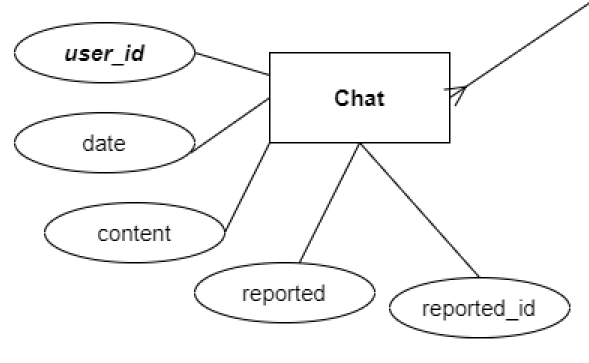 user_id
Chat
date
content
reported
reported_id